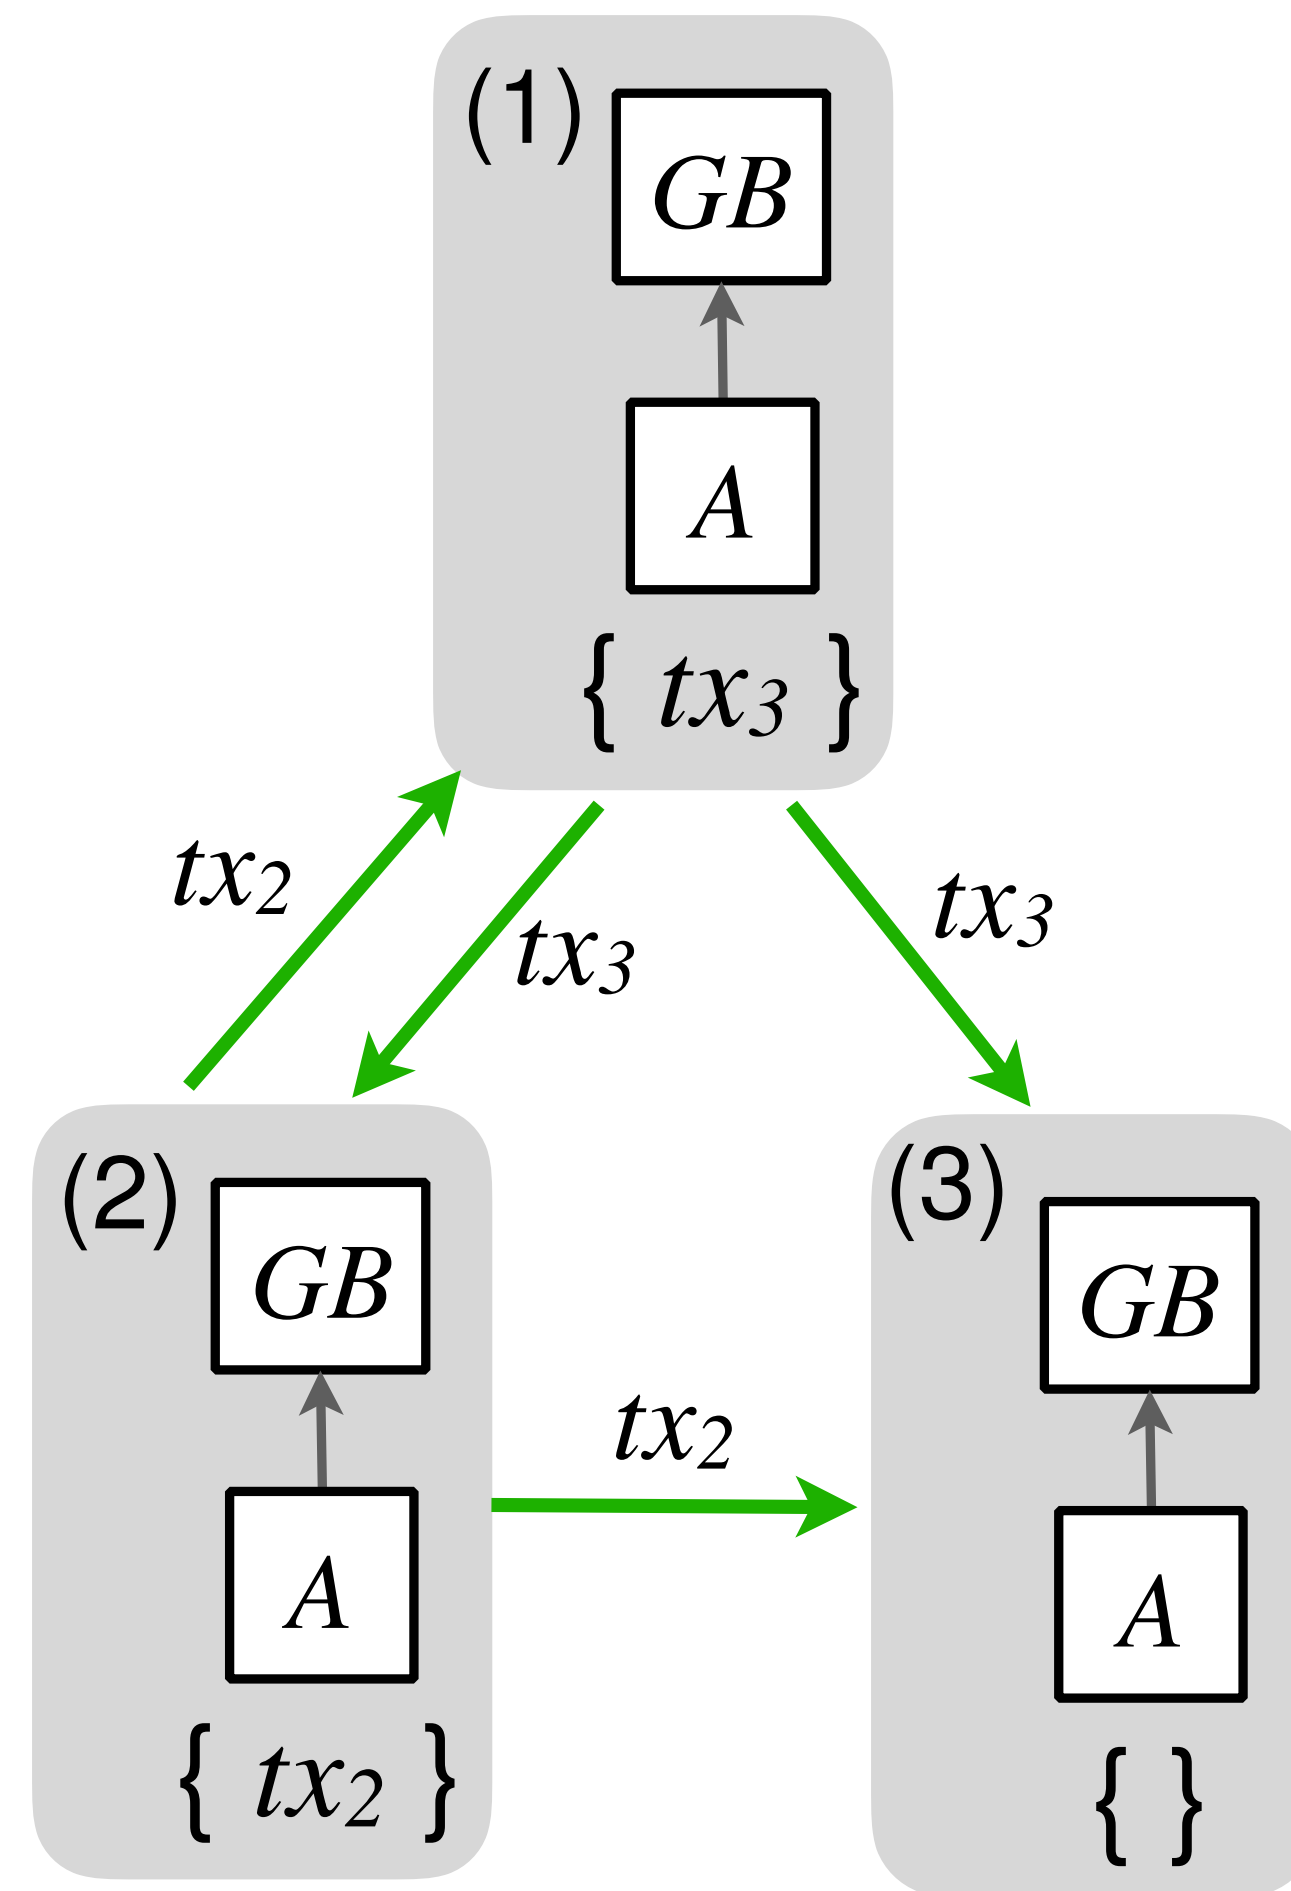 (1)
GB
A
{ tx3 }
tx2
tx3
tx3
(2)
GB
A
{ tx2 }
tx2
(3)
GB
A
{ }